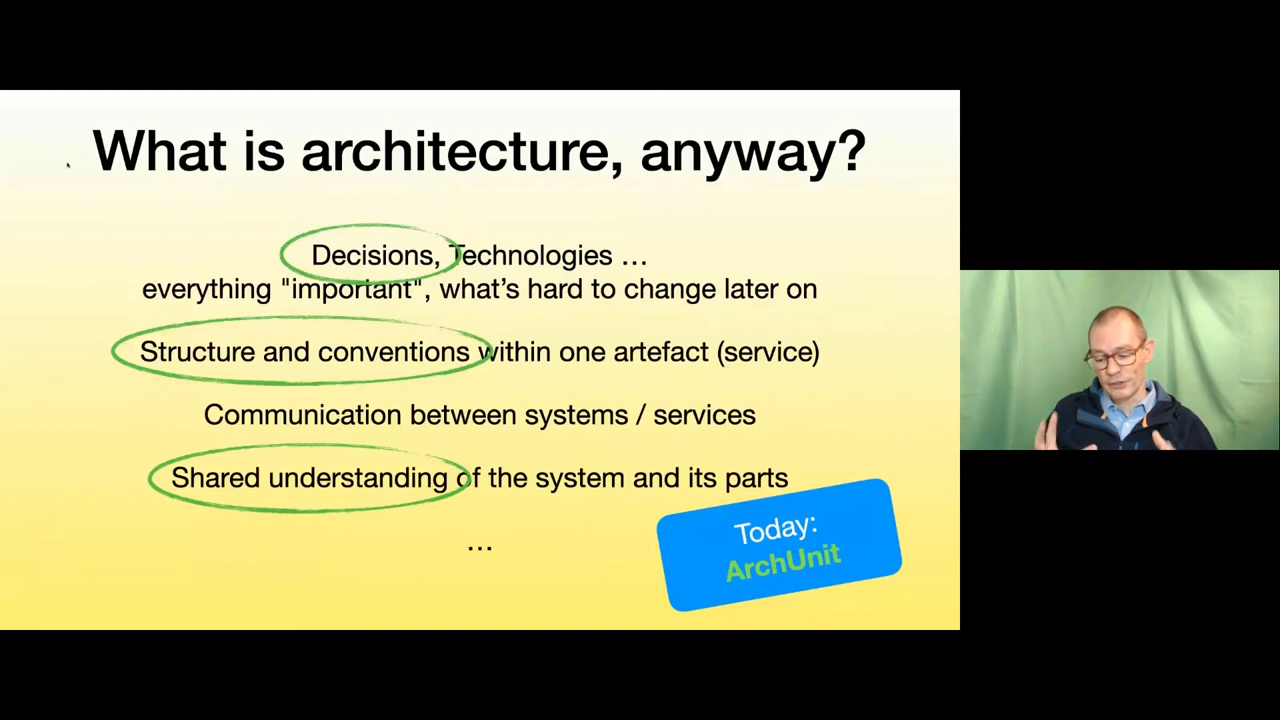 What is architecture, anyway?
Decisions, Technologies …
everything "important", what's hard to change later on
Structure and conventions within one artefact (service)
Communication between systems / services
Shared understanding of the system and its parts
…
Today:
ArchUnit